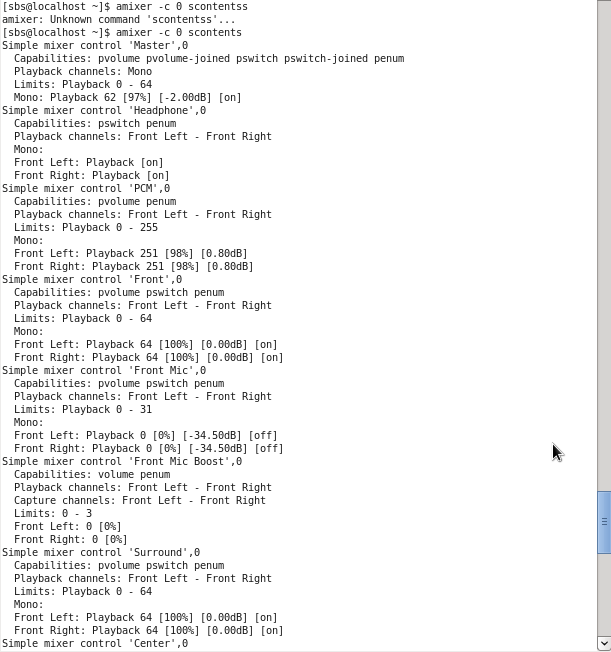 [sbs@localhost ~]$ amixer -c 0 scontentss
amixer: Unknown command 'scontentss'...
[sbs@localhost ~]$ amixer -c 0 scontents
Simple mixer control 'Master',0
  Capabilities: pvolume pvolume-joined pswitch pswitch-joined penum
  Playback channels: Mono
  Limits: Playback 0 - 64
  Mono: Playback 62 [97%] [-2.00dB] [on]
Simple mixer control 'Headphone',0
  Capabilities: pswitch penum
  Playback channels: Front Left - Front Right
  Mono:
  Front Left: Playback [on]
  Front Right: Playback [on]
Simple mixer control 'PCM',0
  Capabilities: pvolume penum
  Playback channels: Front Left - Front Right
  Limits: Playback 0 - 255
  Mono:
  Front Left: Playback 251 [98%] [0.80dB]
  Front Right: Playback 251 [98%] [0.80dB]
Simple mixer control 'Front',0
  Capabilities: pvolume pswitch penum
  Playback channels: Front Left - Front Right
  Limits: Playback 0 - 64
  Mono:
  Front Left: Playback 64 [100%] [0.00dB] [on]
  Front Right: Playback 64 [100%] [0.00dB] [on]
Simple mixer control 'Front Mic',0
  Capabilities: pvolume pswitch penum
  Playback channels: Front Left - Front Right
  Limits: Playback 0 - 31
  Mono:
  Front Left: Playback 0 [0%] [-34.50dB] [off]
  Front Right: Playback 0 [0%] [-34.50dB] [off]
Simple mixer control 'Front Mic Boost',0
  Capabilities: volume penum
  Playback channels: Front Left - Front Right
  Capture channels: Front Left - Front Right
  Limits: 0 - 3
  Front Left: 0 [0%]
  Front Right: 0 [0%]
Simple mixer control 'Surround',0
  Capabilities: pvolume pswitch penum
  Playback channels: Front Left - Front Right
  Limits: Playback 0 - 64
  Mono:
  Front Left: Playback 64 [100%] [0.00dB] [on]
  Front Right: Playback 64 [100%] [0.00dB] [on]
Simple mixer control 'Center',0